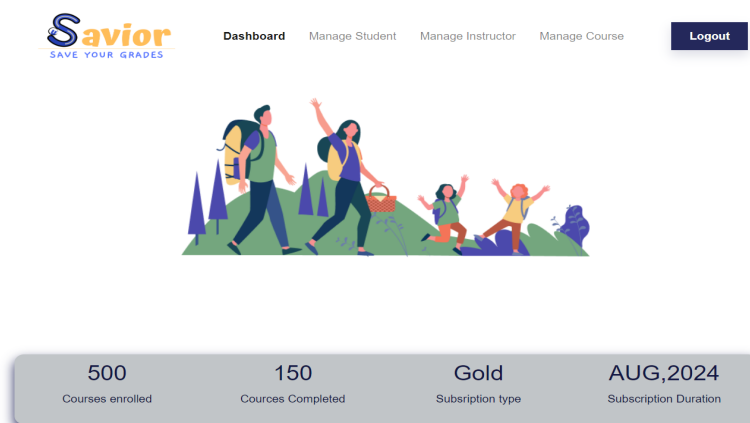 Savior
SAVE YOUR GRADES
Dashboard Manage Student Manage Instructor Manage Course Logout
500 150 Gold AUG,2024
Courses enrolled Cources Completed Subsription type Subscription Duration